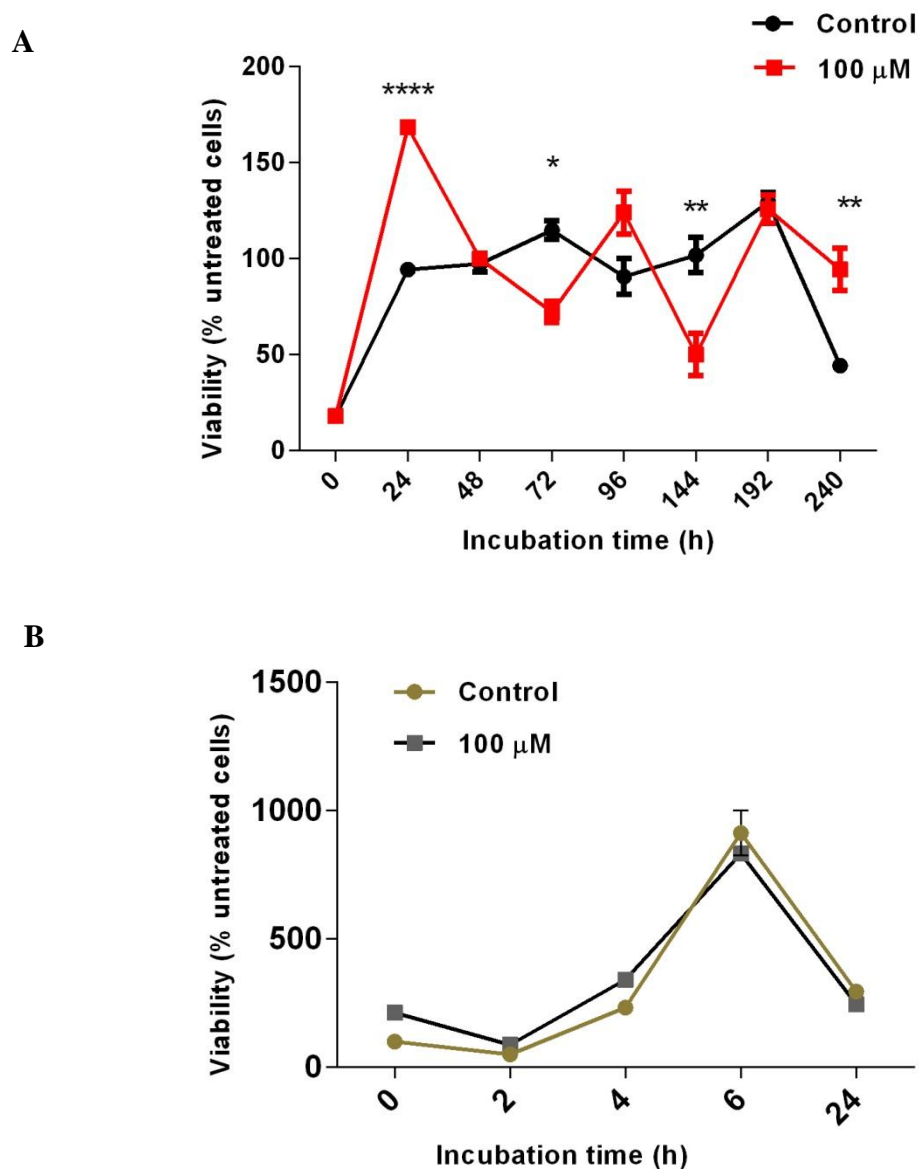 A
Control
100 μM
Viability (% untreated cells)
200
150
100
50
0
****
*
**
**
0 24 48 72 96 144 192 240
Incubation time (h)
B
Control
100 μM
Viability (% untreated cells)
1500
1000
500
0
0 2 4 6 24
Incubation time (h)